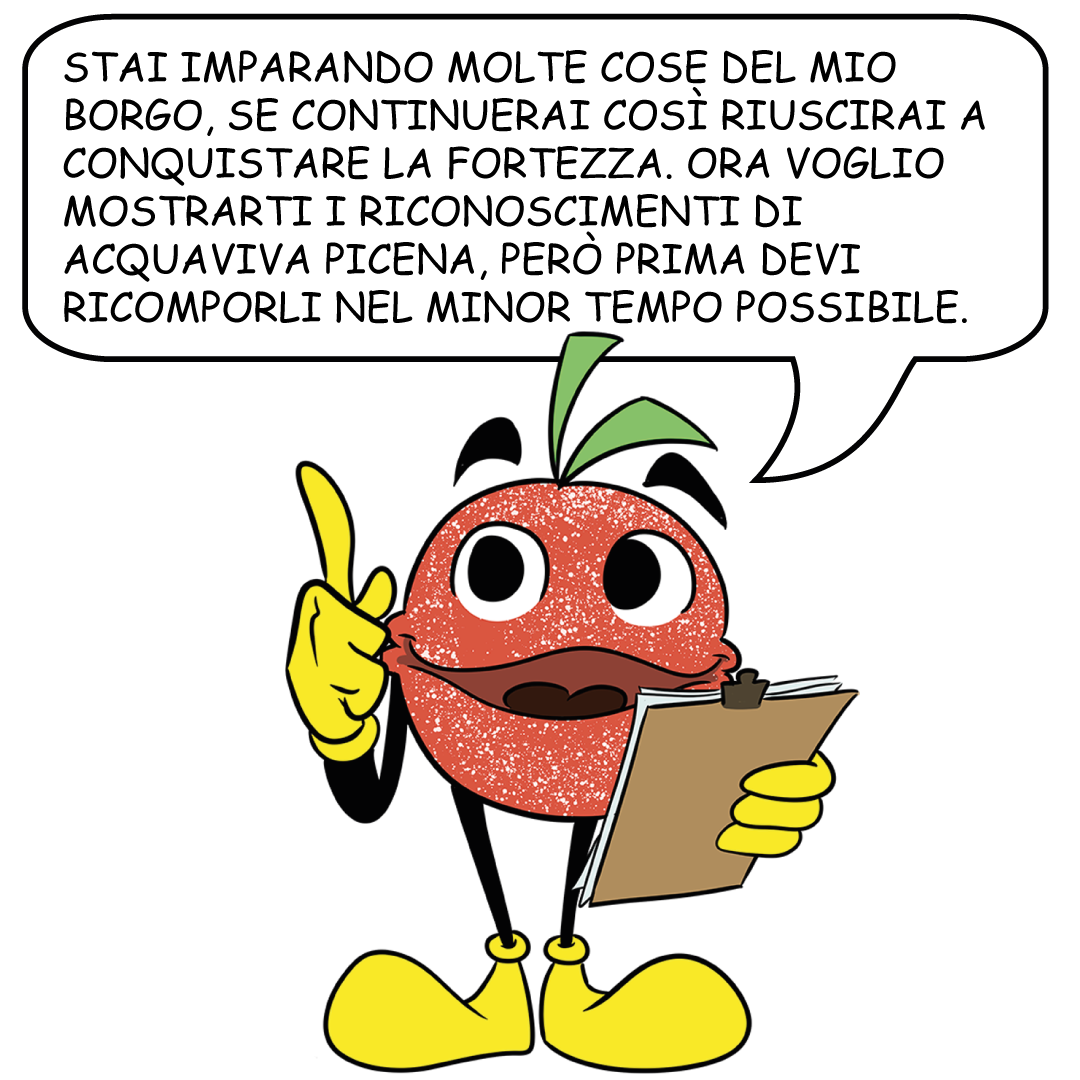 STAI IMPARANDO MOLTE COSE DEL MIO
BORGO, SE CONTINUERAI COSÌ RIUSCIRAI A
CONQUISTARE LA FORTEZZA. ORA VOGLIO
MOSTRARTI I RICONOSCIMENTI DI
ACQUAVIVA PICENA, PERÒ PRIMA DEVI
RICOMPORLI NEL MINOR TEMPO POSSIBILE.